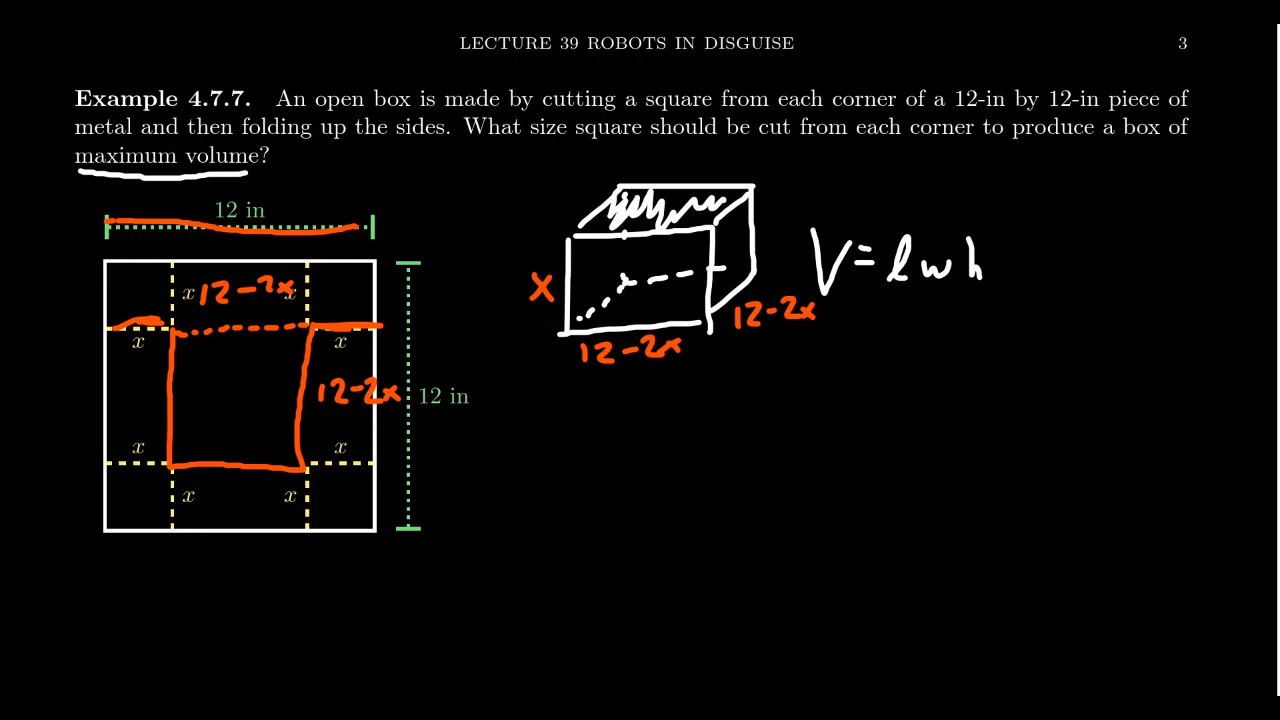 LECTURE 39 ROBOTS IN DISGUISE 3
Example 4.7.7. An open box is made by cutting a square from each corner of a 12-in by 12-in piece of
metal and then folding up the sides. What size square should be cut from each corner to produce a box of
maximum volume?
12 in
x 12-2x x
x x
12-2x
12 in
x x
x x
V = l w h
x
12-2x
12-2x